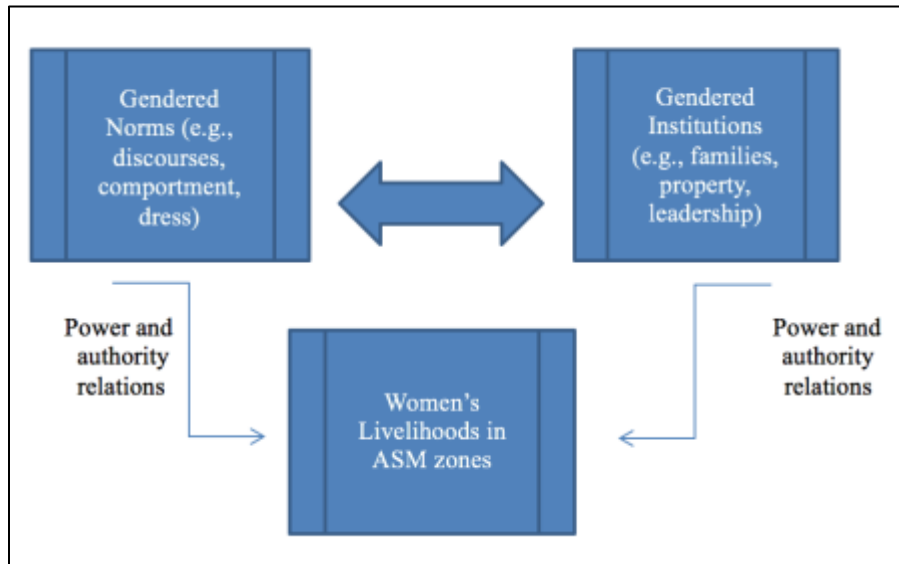 Gendered
Norms (e.g.,
discourses,
comportment,
dress)
Gendered
Institutions
(e.g., families,
property,
leadership)
Power and
authority
relations
Power and
authority
relations
Women’s
Livelihoods in
ASM zones